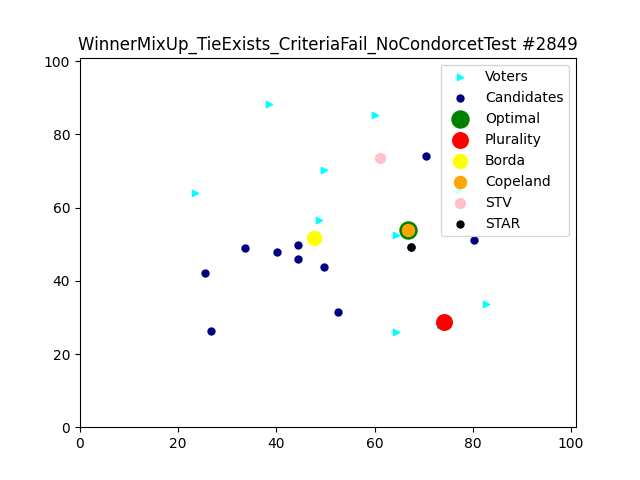 WinnerMixUp_TieExists_CriteriaFail_NoCondorcetTest #2849
100
80
60
40
20
0
0 20 40 60 80 100
Voters
Candidates
Optimal
Plurality
Borda
Copeland
STV
STAR